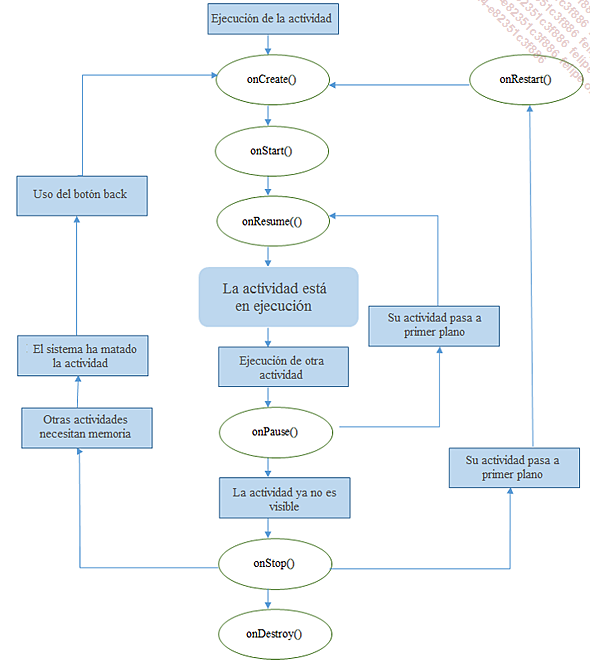 Ejecución de la actividad
onCreate()
onRestart()
onStart()
Uso del botón back
onResume(()
La actividad está
en ejecución
Su actividad pasa a
primer plano
El sistema ha matado
la actividad
Ejecución de otra
actividad
Otras actividades
necesitan memoria
onPause()
Su actividad pasa a
primer plano
La actividad ya no es
visible
onStop()
onDestroy()